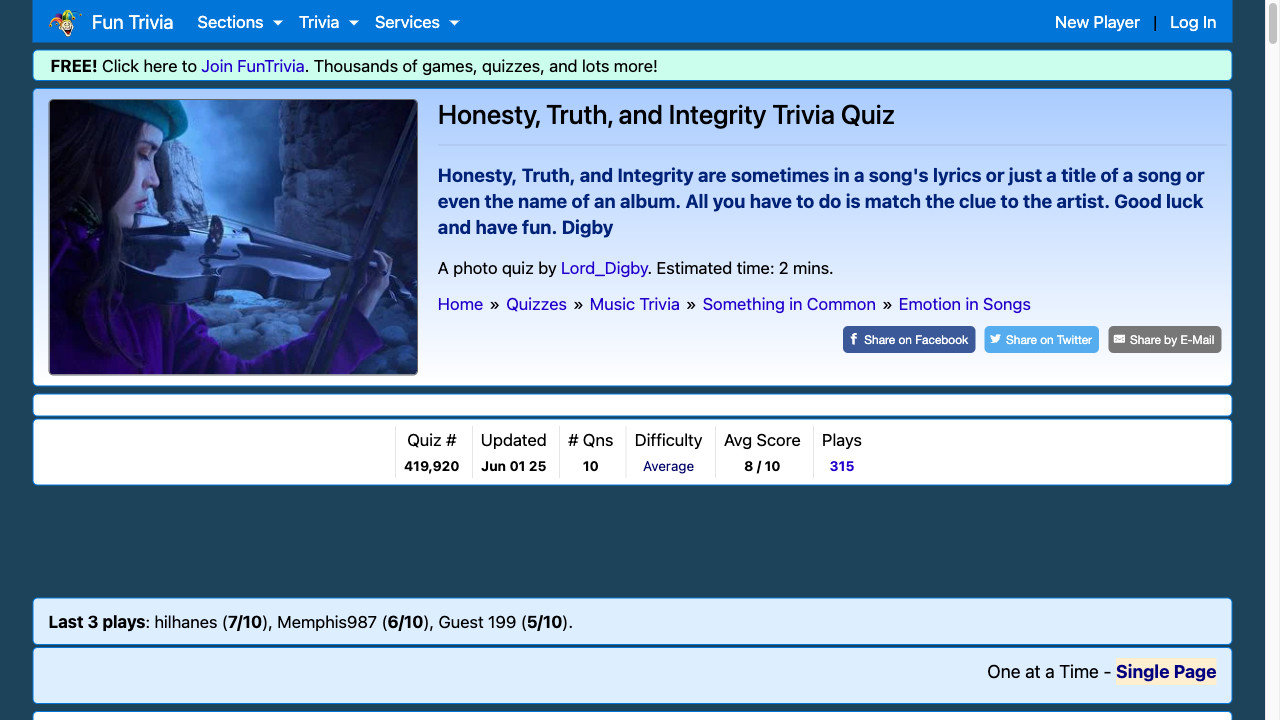 Fun Trivia Sections Trivia Services New Player | Log In
FREE! Click here to Join FunTrivia. Thousands of games, quizzes, and lots more!
Honesty, Truth, and Integrity Trivia Quiz
Honesty, Truth, and Integrity are sometimes in a song's lyrics or just a title of a song or
even the name of an album. All you have to do is match the clue to the artist. Good luck
and have fun. Digby
A photo quiz by Lord_Digby. Estimated time: 2 mins.
Home » Quizzes » Music Trivia » Something in Common » Emotion in Songs
Share on Facebook Share on Twitter Share by E-Mail
Quiz # Updated # Qns Difficulty Avg Score Plays
419,920 Jun 01 25 10 Average 8 / 10 315
Last 3 plays: hilhanes (7/10), Memphis987 (6/10), Guest 199 (5/10).
One at a Time - Single Page